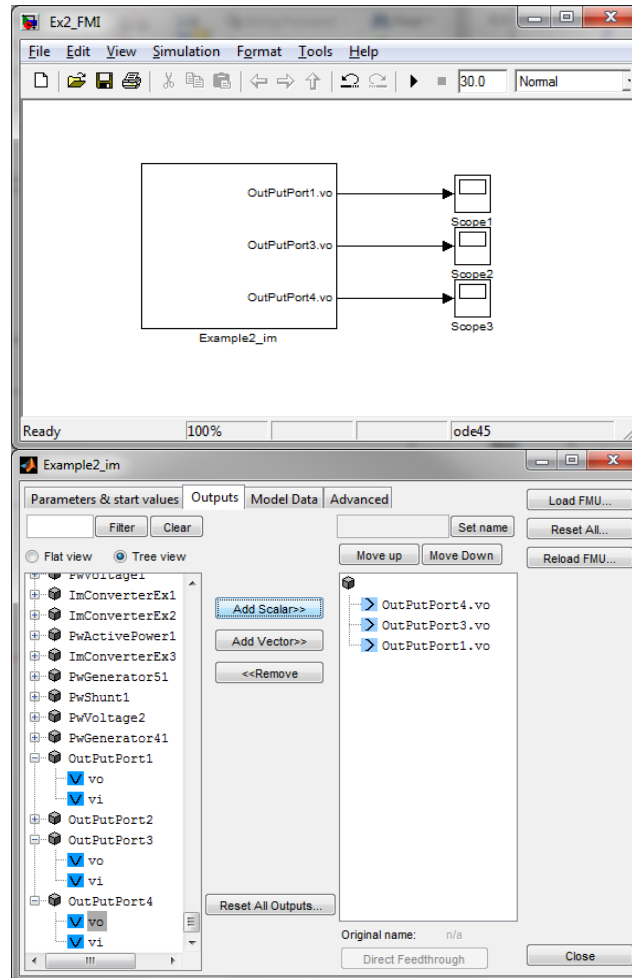 Ex2_FMI
File Edit View Simulation Format Tools Help
30.0 Normal
OutPutPort1.vo
Scope1
OutPutPort3.vo
Scope2
OutPutPort4.vo
Scope3
Example2_im
Ready 100% ode45
Example2_im
Parameters & start values Outputs Model Data Advanced
Load FMU...
Filter Clear
Set name
Reset All...
Flat view Tree view
Move up Move Down
Reload FMU...
PwVoltage1
ImConverterEx1
ImConverterEx2
PwActivePower1
ImConverterEx3
PwGenerator51
PwShunt1
PwVoltage2
PwGenerator41
OutPutPort1
vo
vi
OutPutPort2
OutPutPort3
vo
vi
OutPutPort4
vo
vi
Add Scalar>>
Add Vector>>
<<Remove
Reset All Outputs...
OutPutPort4.vo
OutPutPort3.vo
OutPutPort1.vo
Original name: n/a
Direct Feedthrough
Close